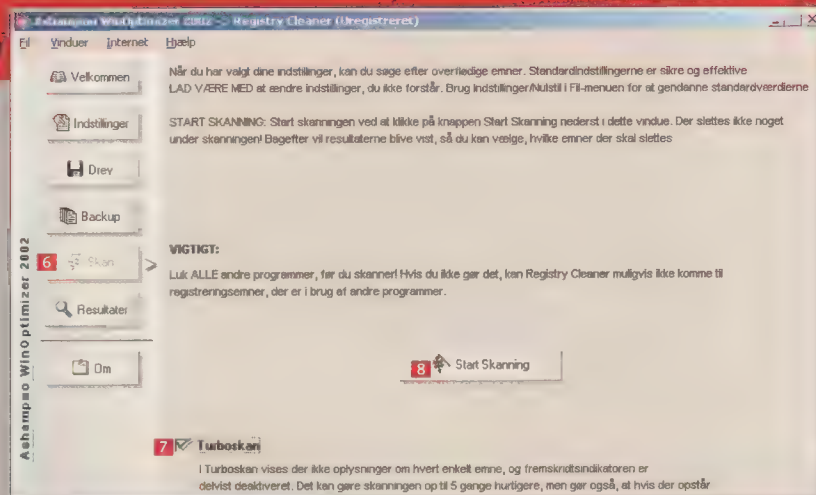 Ashampoo WinOptimizer 2002 -> Registry Cleaner (Uregistreret)
Fil Vinduer Internet Hjælp
Velkommen
Indstillinger
Drev
Backup
6 Skan
Resultater
Om
Ashampoo WinOptimizer 2002
Når du har valgt dine indstillinger, kan du søge efter overflødige emner. Standardindstillingerne er sikre og effektive
LAD VÆRE MED at ændre indstillinger, du ikke forstår. Brug Indstillinger/Nulstil i Fil-menuen for at gendanne standardværdierne
START SKANNING: Start skanningen ved at klikke på knappen Start Skanning nederst i dette vindue. Der slettes ikke noget
under skanningen! Bagefter vil resultaterne blive vist, så du kan vælge, hvilke emner der skal slettes
VIGTIGT:
Luk ALLE andre programmer, før du skanner! Hvis du ikke gør det, kan Registry Cleaner muligvis ikke komme til
registreringsemner, der er i brug af andre programmer.
8 Start Skanning
7 Turboskan
I Turboskan vises der ikke oplysninger om hvert enkelt emne, og fremskridtsindikatoren er
delvist deaktiveret. Det kan gøre skanningen op til 5 gange hurtigere, men gør også, at hvis der opstår